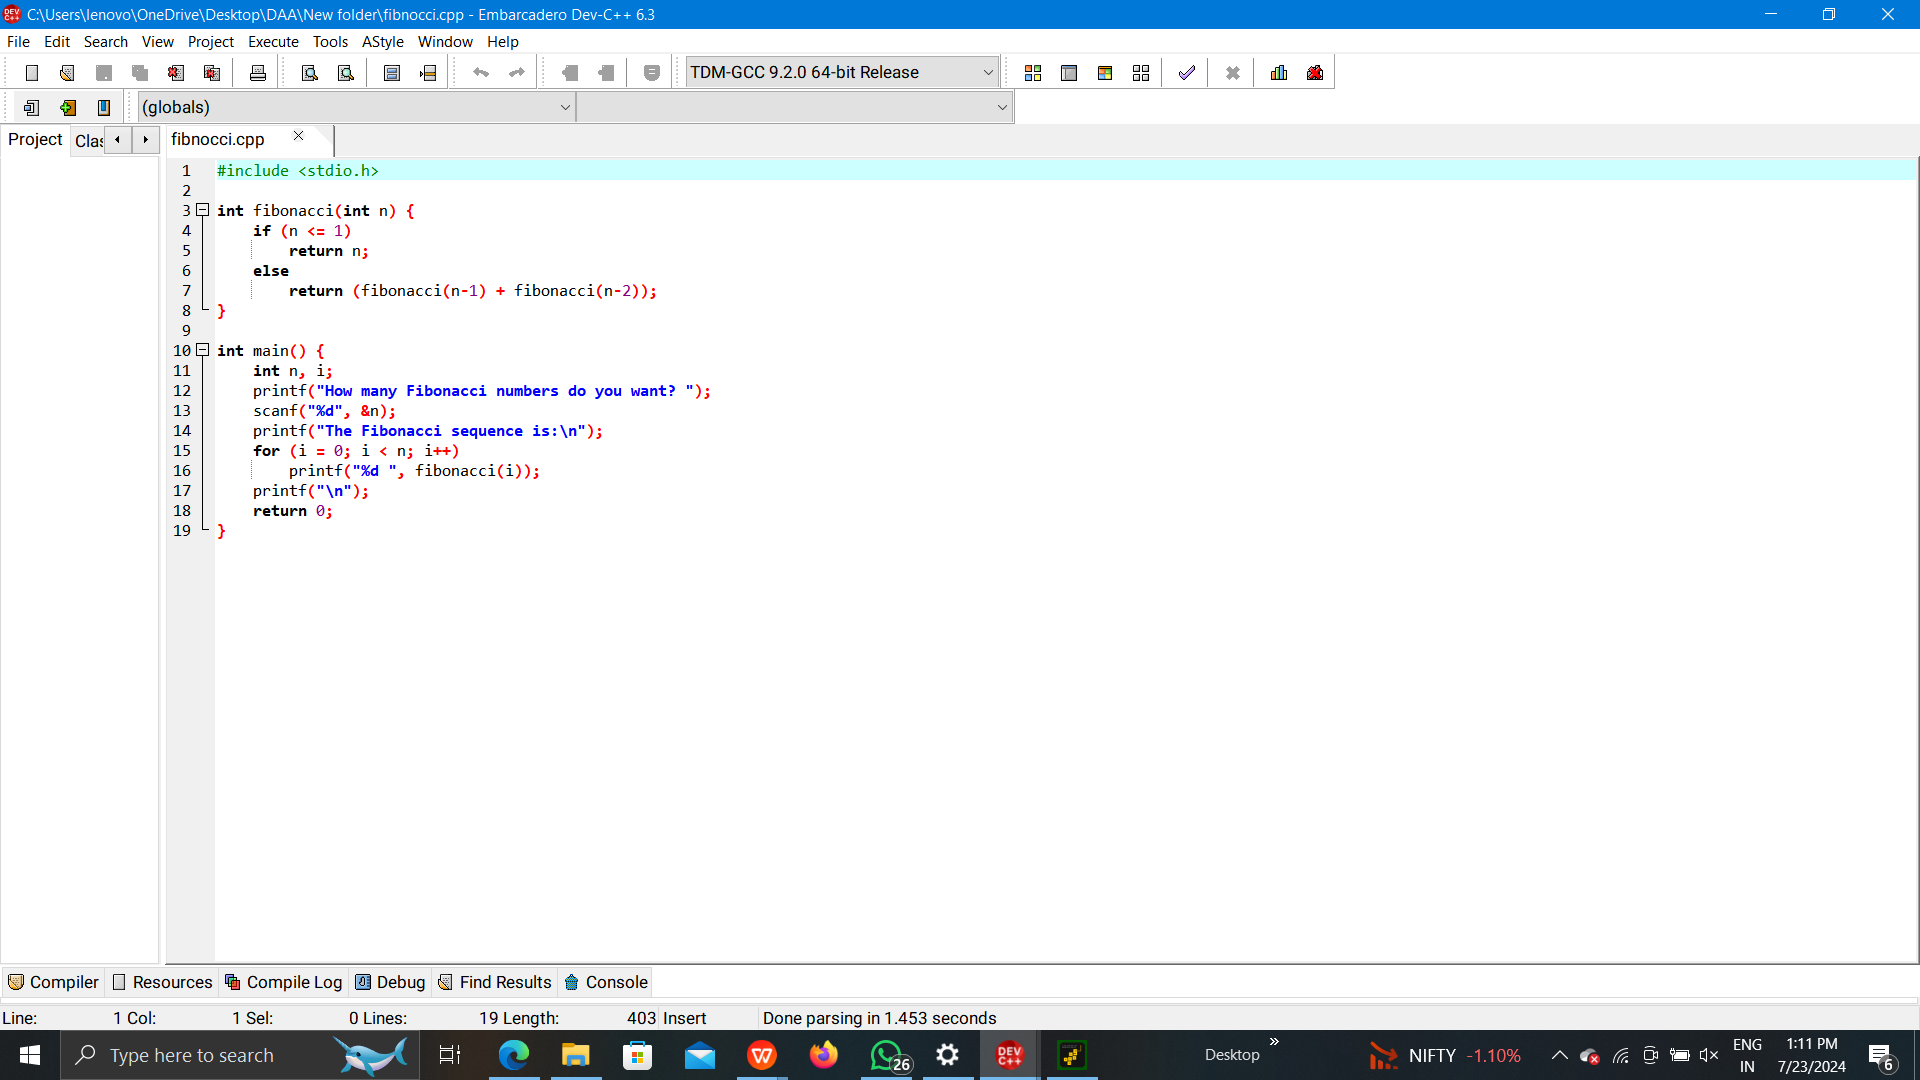 C:\Users\lenovo\OneDrive\Desktop\DAA\New folder\fibnocci.cpp - Embarcadero Dev-C++ 6.3
File Edit Search View Project Execute Tools AStyle Window Help
TDM-GCC 9.2.0 64-bit Release
(globals)
Project Clas fibnocci.cpp
1 #include <stdio.h>
2
3 int fibonacci(int n) {
4     if (n <= 1)
5         return n;
6     else
7         return (fibonacci(n-1) + fibonacci(n-2));
8 }
9
10 int main() {
11     int n, i;
12     printf("How many Fibonacci numbers do you want? ");
13     scanf("%d", &n);
14     printf("The Fibonacci sequence is:\n");
15     for (i = 0; i < n; i++)
16         printf("%d ", fibonacci(i));
17     printf("\n");
18     return 0;
19 }
Compiler Resources Compile Log Debug Find Results Console
Line: 1 Col: 1 Sel: 0 Lines: 19 Length: 403 Insert Done parsing in 1.453 seconds
Type here to search W 26 DEV C++ Desktop » NIFTY -1.10% ENG IN 1:11 PM 7/23/2024 6